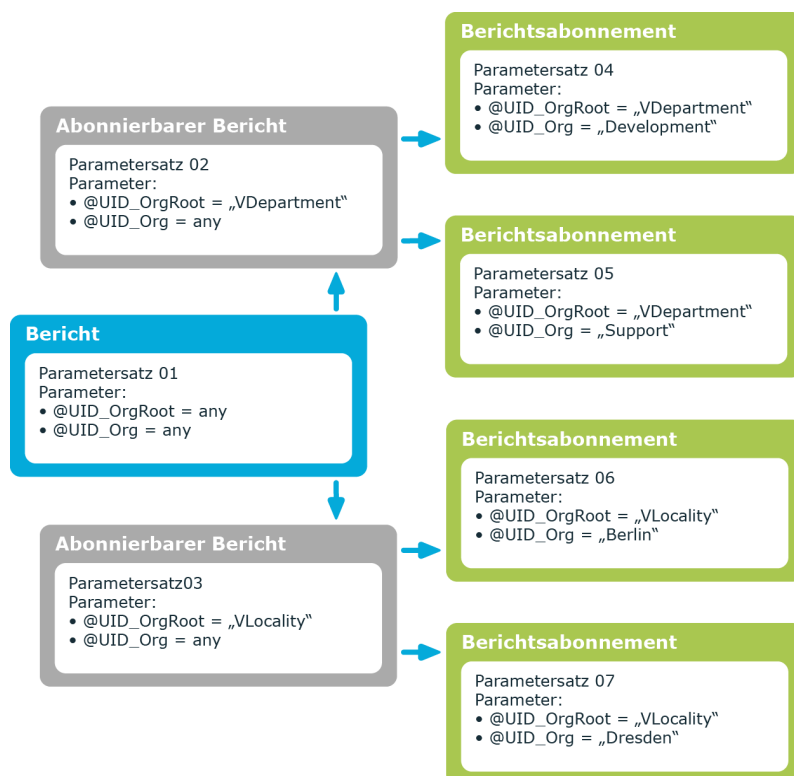 Bericht
Parametersatz 01
Parameter:
• @UID_OrgRoot = any
• @UID_Org = any
Abonnierbarer Bericht
Parametersatz 02
Parameter:
• @UID_OrgRoot = „VDepartment“
• @UID_Org = any
Berichtsabonnement
Parametersatz 04
Parameter:
• @UID_OrgRoot = „VDepartment“
• @UID_Org = „Development“
Berichtsabonnement
Parametersatz 05
Parameter:
• @UID_OrgRoot = „VDepartment“
• @UID_Org = „Support“
Abonnierbarer Bericht
Parametersatz03
Parameter:
• @UID_OrgRoot = „VLocality“
• @UID_Org = any
Berichtsabonnement
Parametersatz 06
Parameter:
• @UID_OrgRoot = „VLocality“
• @UID_Org = „Berlin“
Berichtsabonnement
Parametersatz 07
Parameter:
• @UID_OrgRoot = „VLocality“
• @UID_Org = „Dresden“